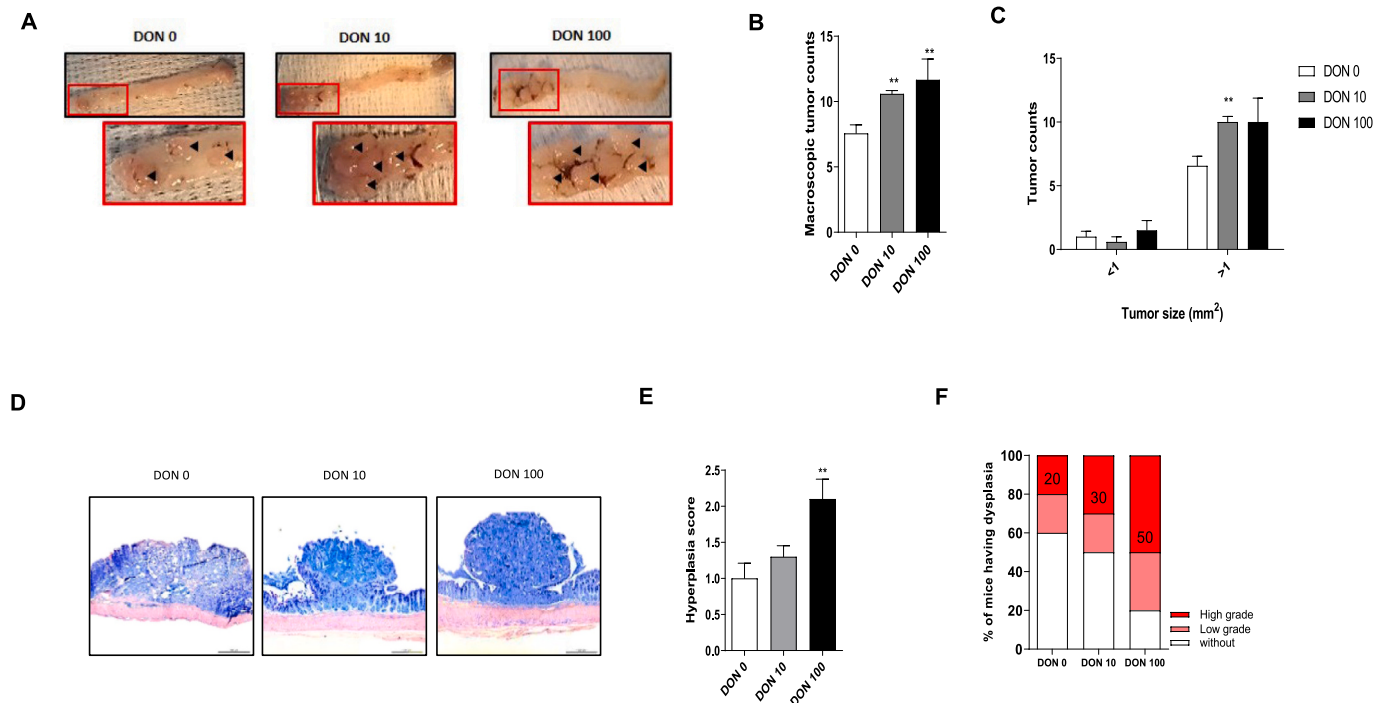 A
DON 0
DON 10
DON 100
B
Macroscopic tumor counts
15
10
5
0
**
**
DON 0
DON 10
DON 100
C
Tumor counts
15
10
5
0
**
<1
>1
Tumor size (mm²)
DON 0
DON 10
DON 100
D
DON 0
DON 10
DON 100
E
Hyperplasia score
2.5
2.0
1.5
1.0
0.5
0.0
**
DON 0
DON 10
DON 100
F
% of mice having dysplasia
100
80
60
40
20
0
20
30
50
DON 0
DON 10
DON 100
High grade
Low grade
without